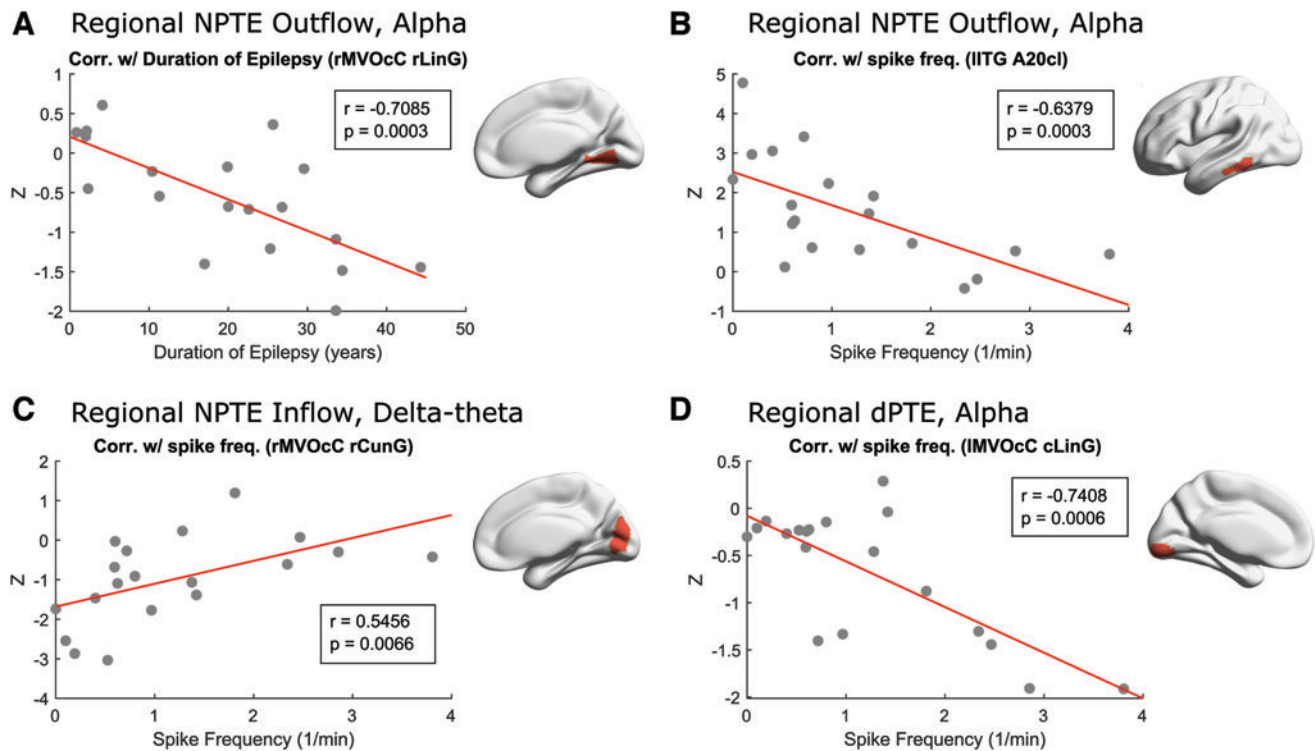 A Regional NPTE Outflow, Alpha
Corr. w/ Duration of Epilepsy (rMVOcC rLinG)
r = -0.7085
p = 0.0003
1
0.5
0
-0.5
-1
-1.5
-2
Z
0 10 20 30 40 50
Duration of Epilepsy (years)
B Regional NPTE Outflow, Alpha
Corr. w/ spike freq. (lITG A20cl)
r = -0.6379
p = 0.0003
5
4
3
2
1
0
-1
Z
0 1 2 3 4
Spike Frequency (1/min)
C Regional NPTE Inflow, Delta-theta
Corr. w/ spike freq. (rMVOcC rCunG)
r = 0.5456
p = 0.0066
2
1
0
-1
-2
-3
-4
Z
0 1 2 3 4
Spike Frequency (1/min)
D Regional dPTE, Alpha
Corr. w/ spike freq. (lMVOcC cLinG)
r = -0.7408
p = 0.0006
0.5
0
-0.5
-1
-1.5
-2
Z
0 1 2 3 4
Spike Frequency (1/min)